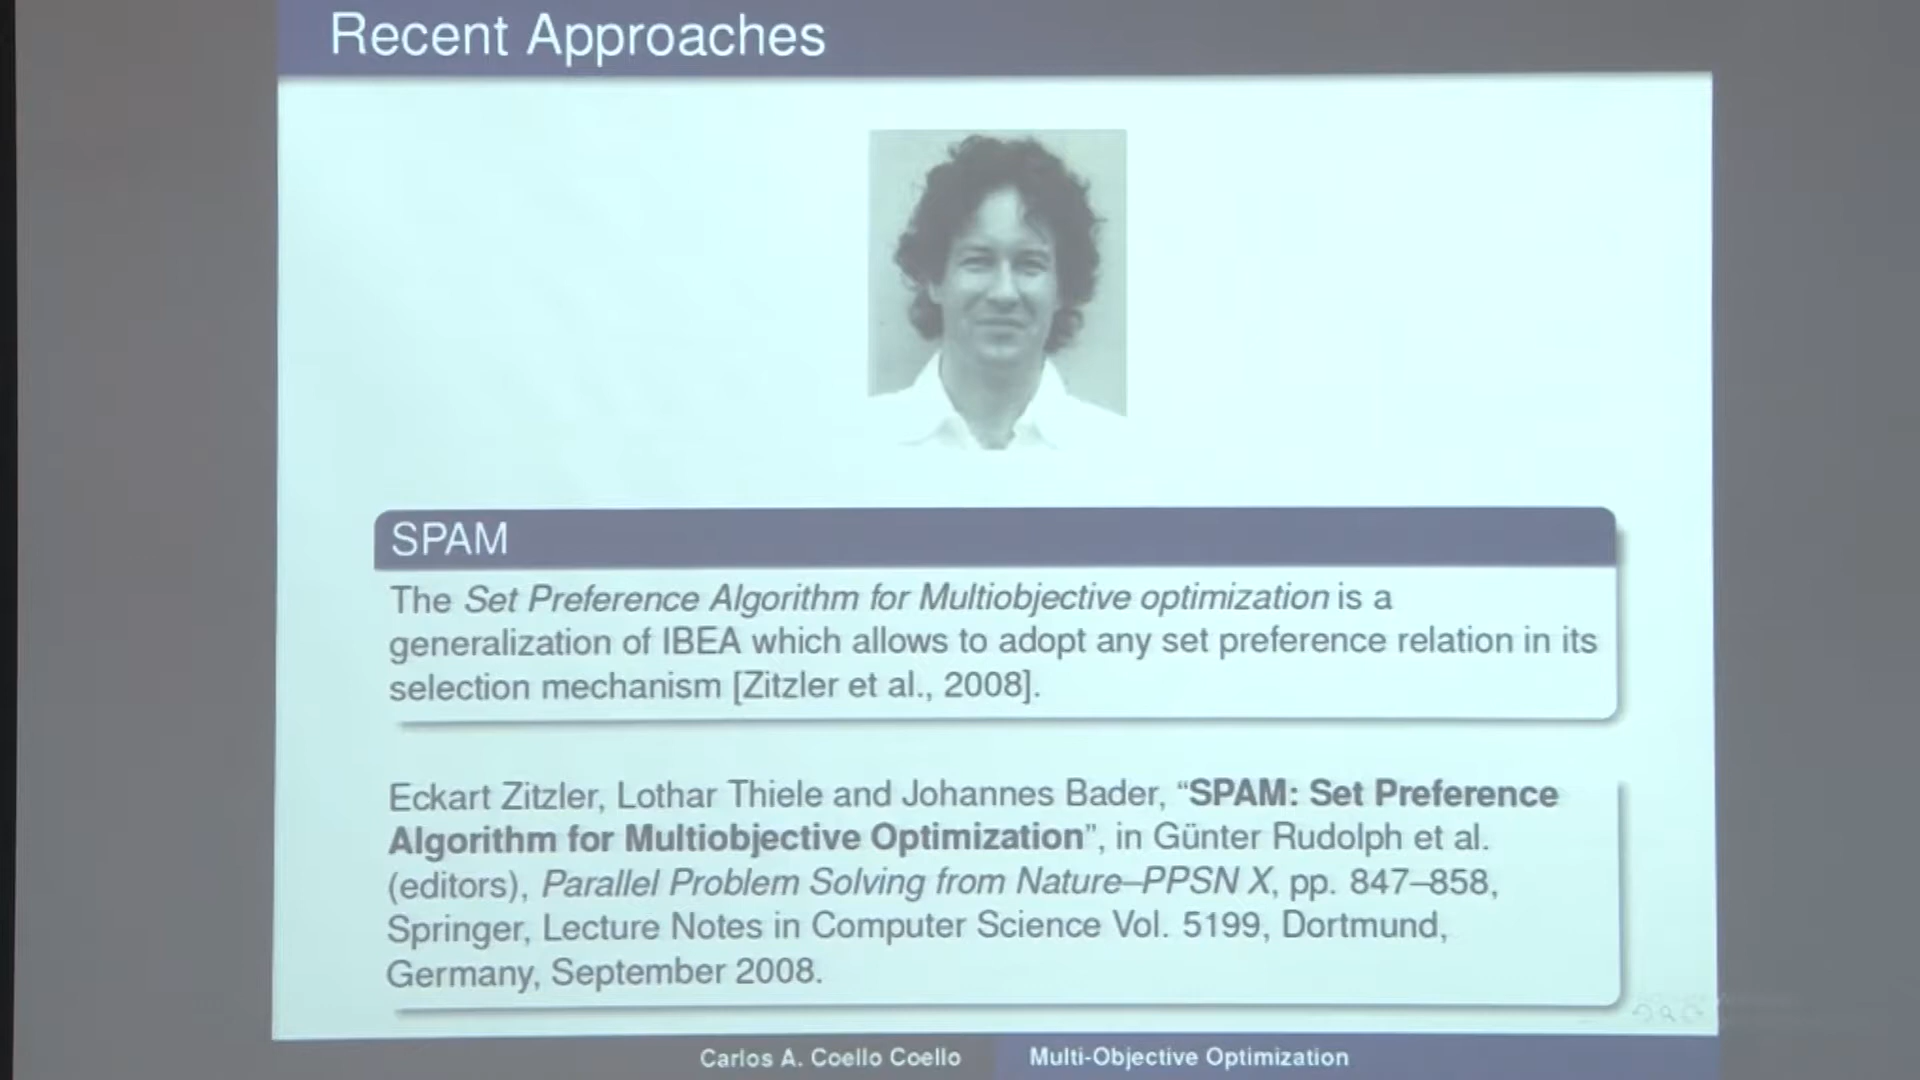 Recent Approaches
SPAM
The Set Preference Algorithm for Multiobjective optimization is a
generalization of IBEA which allows to adopt any set preference relation in its
selection mechanism [Zitzler et al., 2008].
Eckart Zitzler, Lothar Thiele and Johannes Bader, “SPAM: Set Preference
Algorithm for Multiobjective Optimization”, in Günter Rudolph et al.
(editors), Parallel Problem Solving from Nature–PPSN X, pp. 847–858,
Springer, Lecture Notes in Computer Science Vol. 5199, Dortmund,
Germany, September 2008.
Carlos A. Coello Coello Multi-Objective Optimization